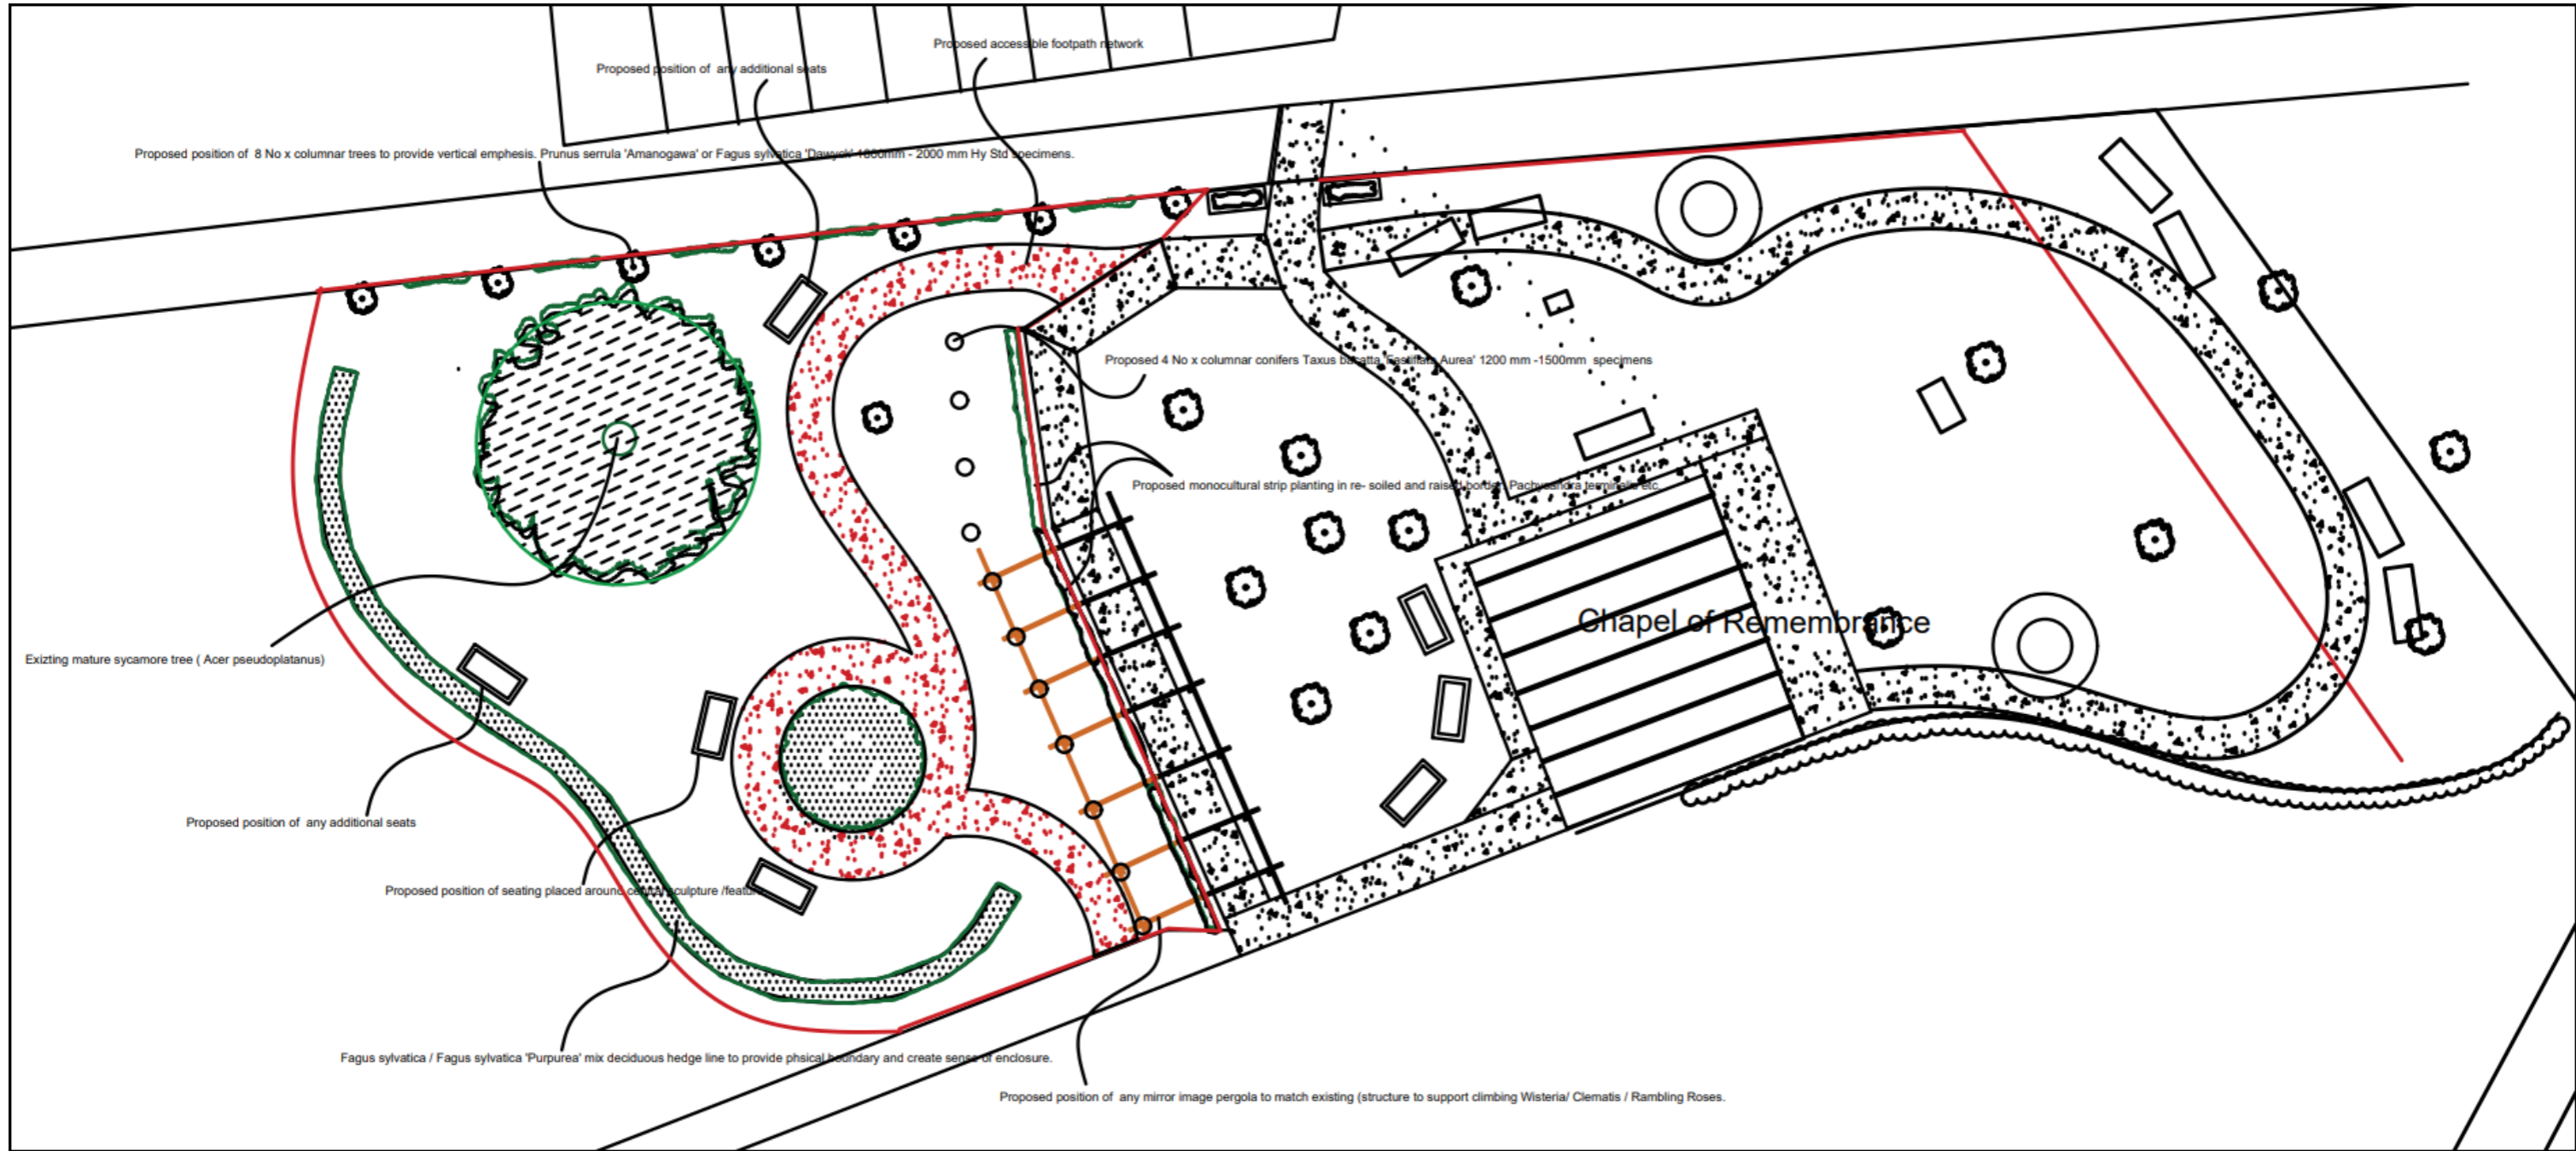 Proposed accessible footpath network
Proposed position of any additional seats
Proposed position of 8 No x columnar trees to provide vertical emphesis. Prunus serrula 'Amanogawa' or Fagus sylvatica 'Dawyck' 1800mm - 2000 mm Hy Std specimens.
Proposed 4 No x columnar conifers Taxus bacatta 'Fastifiata Aurea' 1200 mm -1500mm specimens
Proposed monocultural strip planting in re- soiled and raised border. Pachysandra terminalis etc.
Chapel of Remembrance
Exizting mature sycamore tree ( Acer pseudoplatanus)
Proposed position of any additional seats
Proposed position of seating placed around central sculpture /feature
Fagus sylvatica / Fagus sylvatica 'Purpurea' mix deciduous hedge line to provide phsical boundary and create sense of enclosure.
Proposed position of any mirror image pergola to match existing (structure to support climbing Wisteria/ Clematis / Rambling Roses.